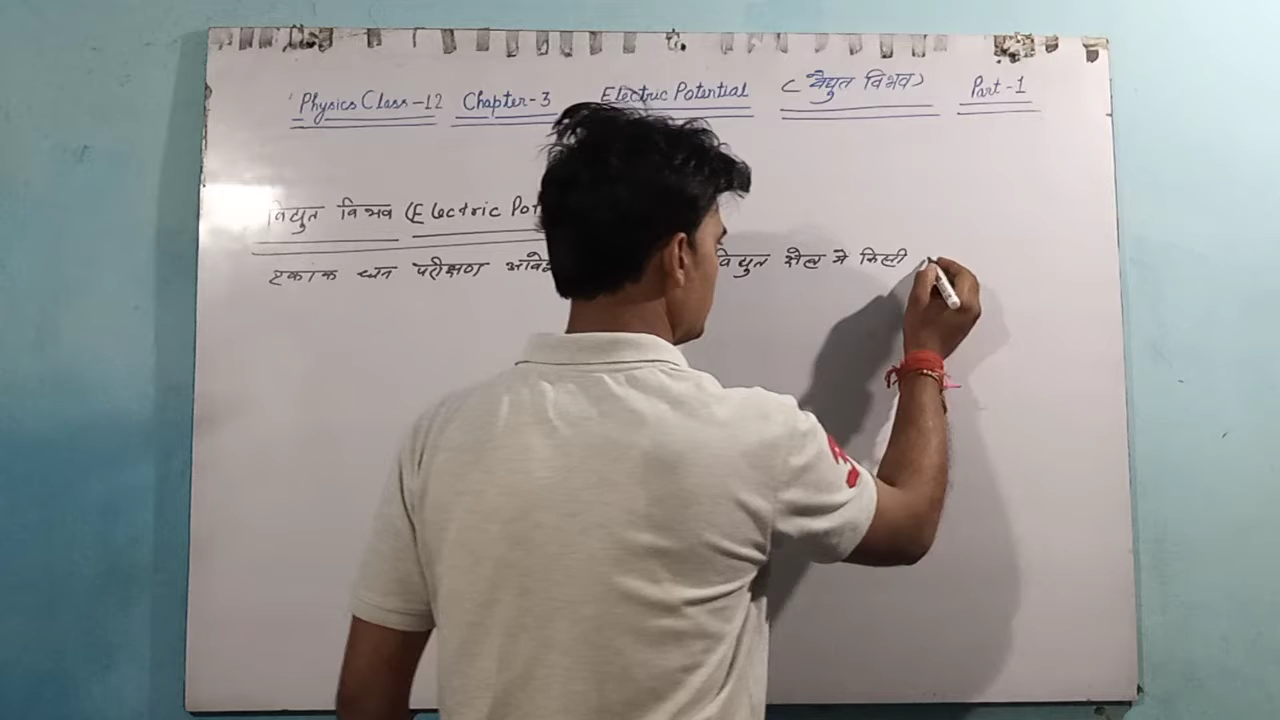 Physics Class-12 Chapter-3 Electric Potential (वैद्युत विभव) Part-1
विद्युत विभव (Electric Pot
एकांक धन परीक्षण आवे विद्युत क्षेत्र मे किसी